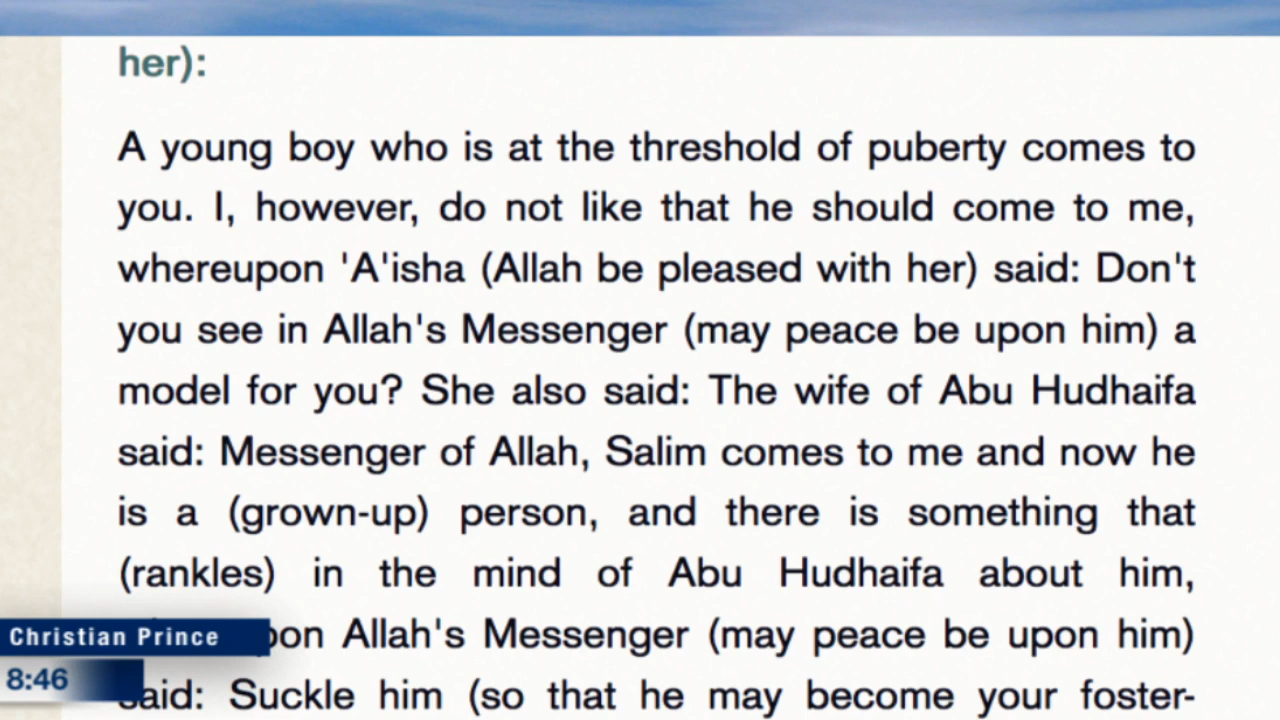 her):
A young boy who is at the threshold of puberty comes to
you. I, however, do not like that he should come to me,
whereupon 'A'isha (Allah be pleased with her) said: Don't
you see in Allah's Messenger (may peace be upon him) a
model for you? She also said: The wife of Abu Hudhaifa
said: Messenger of Allah, Salim comes to me and now he
is a (grown-up) person, and there is something that
(rankles) in the mind of Abu Hudhaifa about him,
Allah's Messenger (may peace be upon him)
said: Suckle him (so that he may become your foster-
Christian Prince
8:46